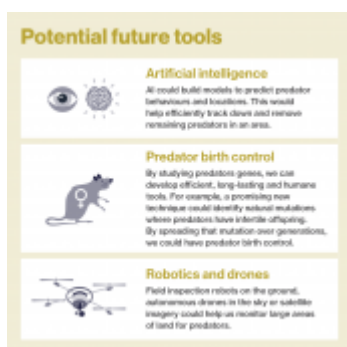 Potential future tools
Artificial intelligence
AI could build models to predict predator
behaviours and locations. This would
help efficiently track down and remove
remaining predators in an area.
Predator birth control
By studying predators genes, we can
develop efficient, long-lasting and humane
tools. For example, a promising new
technique could identify natural mutations
where predators have infertile offspring.
By spreading that mutation over generations,
we could have predator birth control.
Robotics and drones
Field inspection robots on the ground,
autonomous drones in the sky or satellite
imagery could help us monitor large areas
of land for predators.